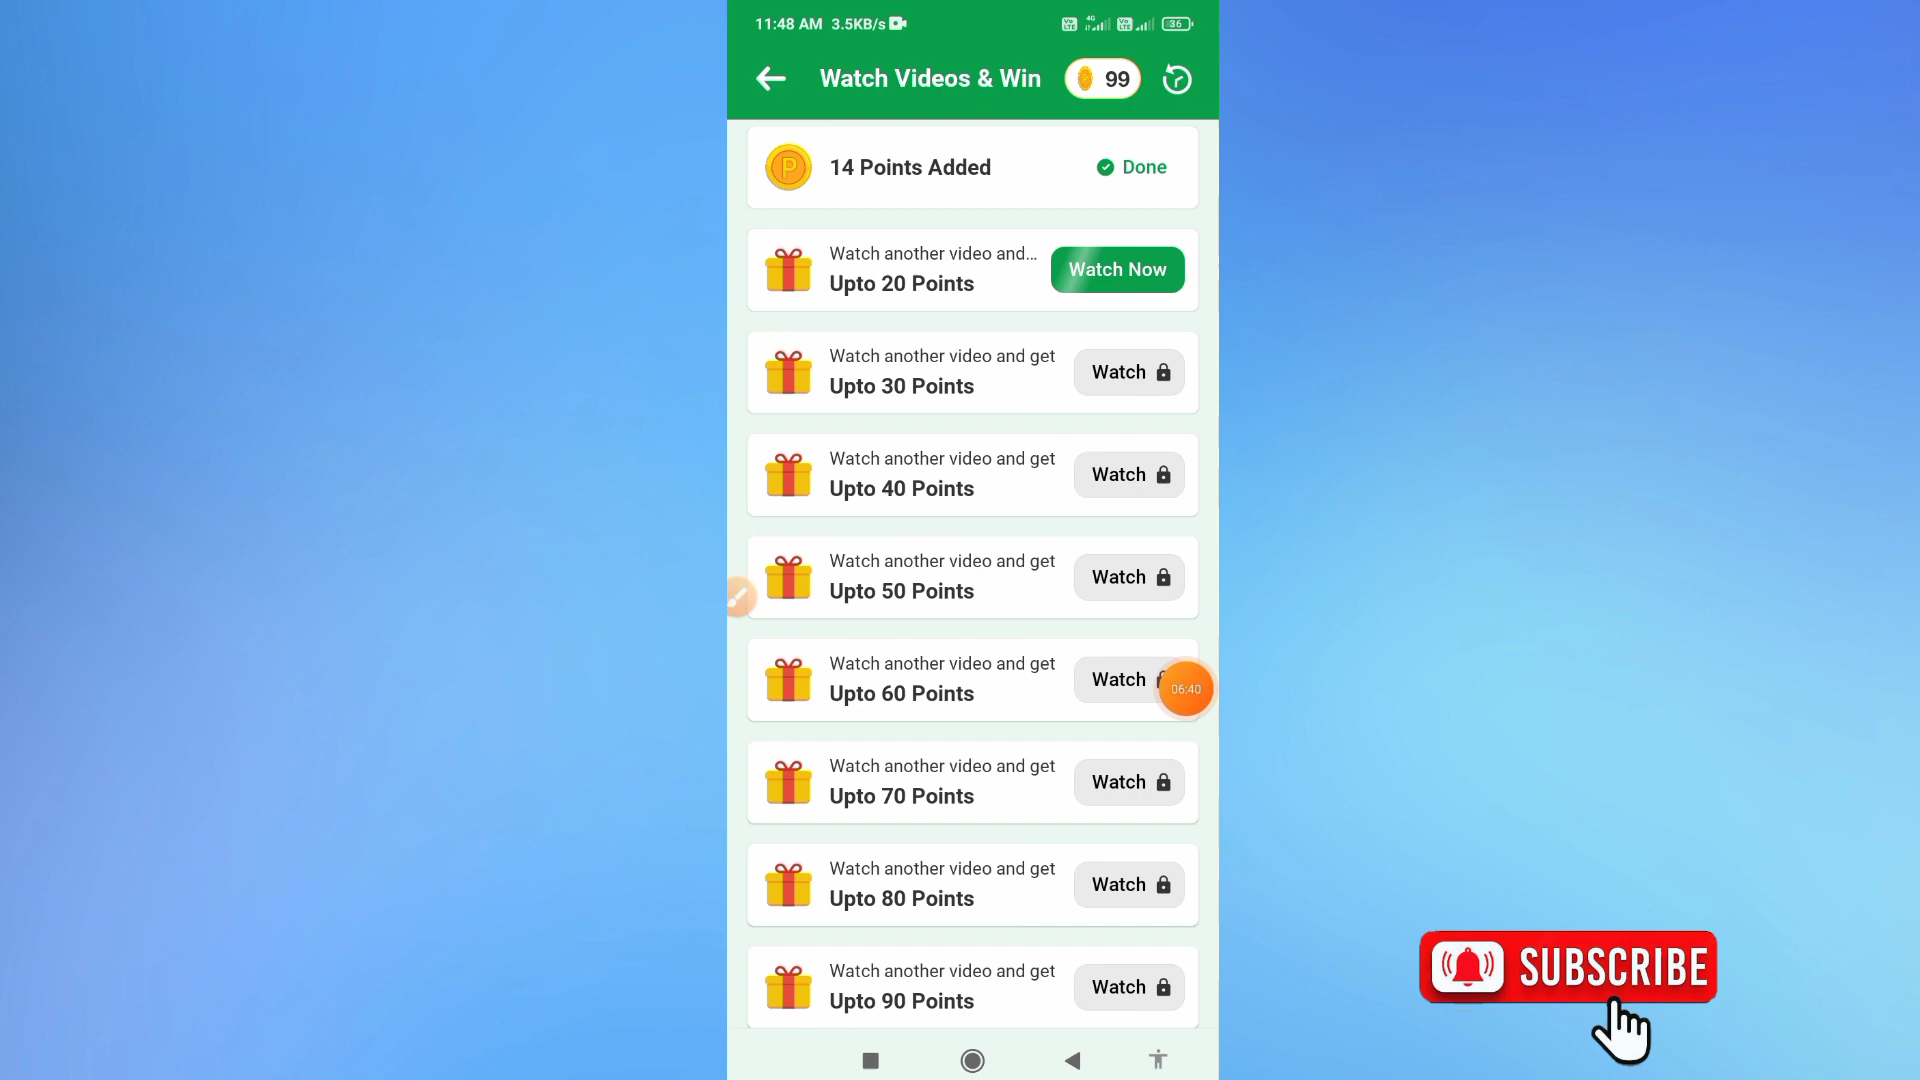 11:48 AM 3.5KB/s 4G 36
Watch Videos & Win 99
14 Points Added Done
Watch another video and...
Upto 20 Points
Watch Now
Watch another video and get
Upto 30 Points
Watch
Watch another video and get
Upto 40 Points
Watch
Watch another video and get
Upto 50 Points
Watch
Watch another video and get
Upto 60 Points
Watch
06:40
Watch another video and get
Upto 70 Points
Watch
Watch another video and get
Upto 80 Points
Watch
Watch another video and get
Upto 90 Points
Watch
SUBSCRIBE